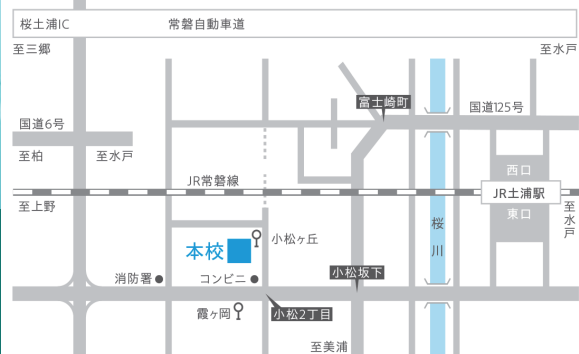 桜土浦IC
常磐自動車道
至三郷
至水戸
富士崎町
国道125号
国道6号
至柏
至水戸
西口
JR常磐線
JR土浦駅
至上野
東口
至水戸
桜川
小松ヶ丘
本校
消防署
コンビニ
小松坂下
霞ヶ岡
小松2丁目
至美浦